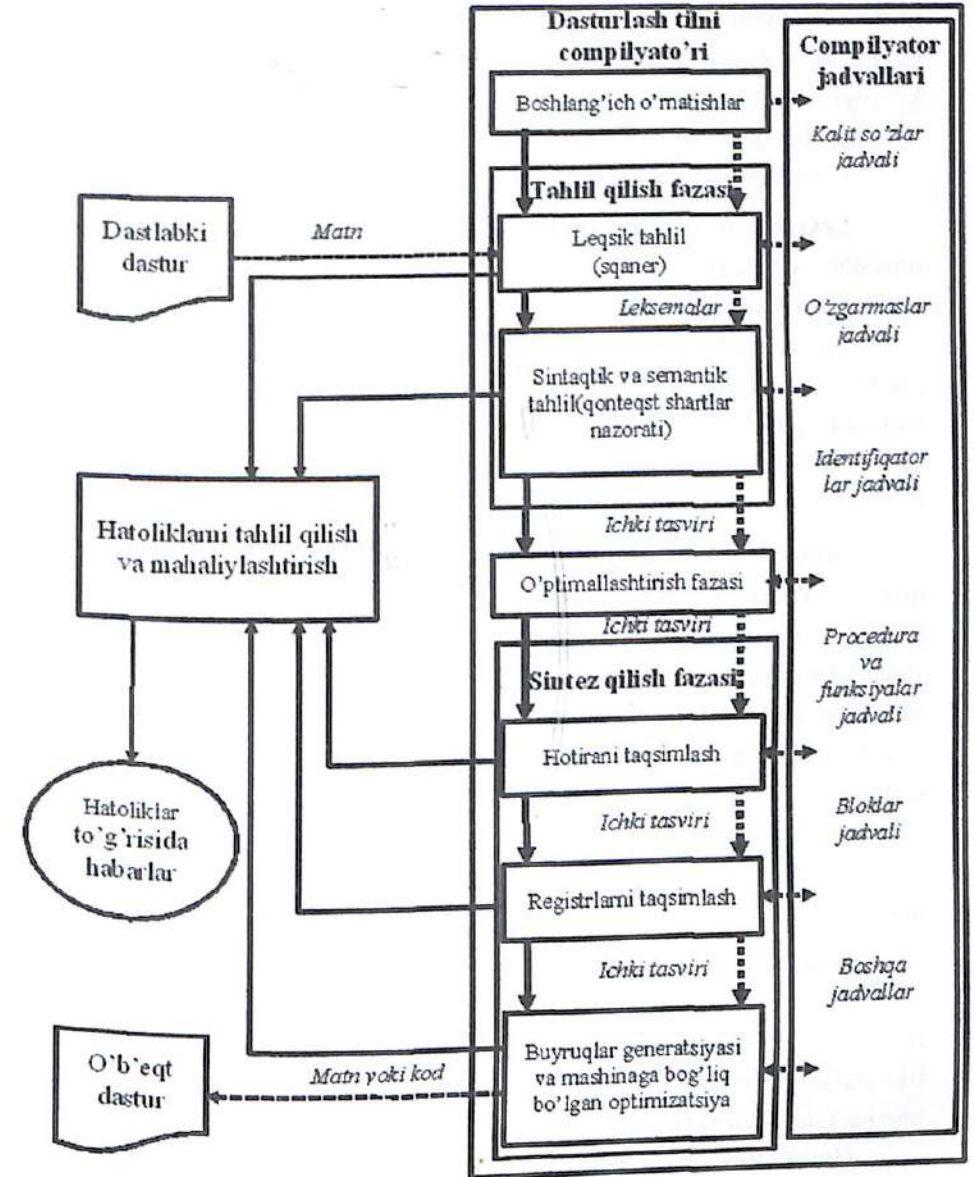 Dasturlash tilni
compilyato'ri
Compilyator
jadvallari
Boshlang'ich o'rnatishlar
Kalit so'zlar
jadvali
Tahlil qilish fazasi
Dastlabki
dastur
Matn
Leqsik tahlil
(sqaner)
Leksemalar
O'zgarmaslar
jadvali
Sintaqtik va semantik
tahlil(qonteqst shartlar
nazorati)
Identifiqator
lar jadvali
Ichki tasviri
Hatoliklarni tahlil qilish
va mahaliylashtirish
O'ptimallashtirish fazasi
Ichki tasviri
Procedura
va
funksiyalar
jadvali
Sintez qilish fazasi
Hotirani taqsimlash
Hatoliklar
to`g`risida
habarlar
Ichki tasviri
Bloklar
jadvali
Registrlarni taqsimlash
Ichki tasviri
Boshqa
jadvallar
O`b`eqt
dastur
Matn yoki kod
Buyruqlar generatsiyasi
va mashinaga bog'liq
bo'lgan optimizatsiya